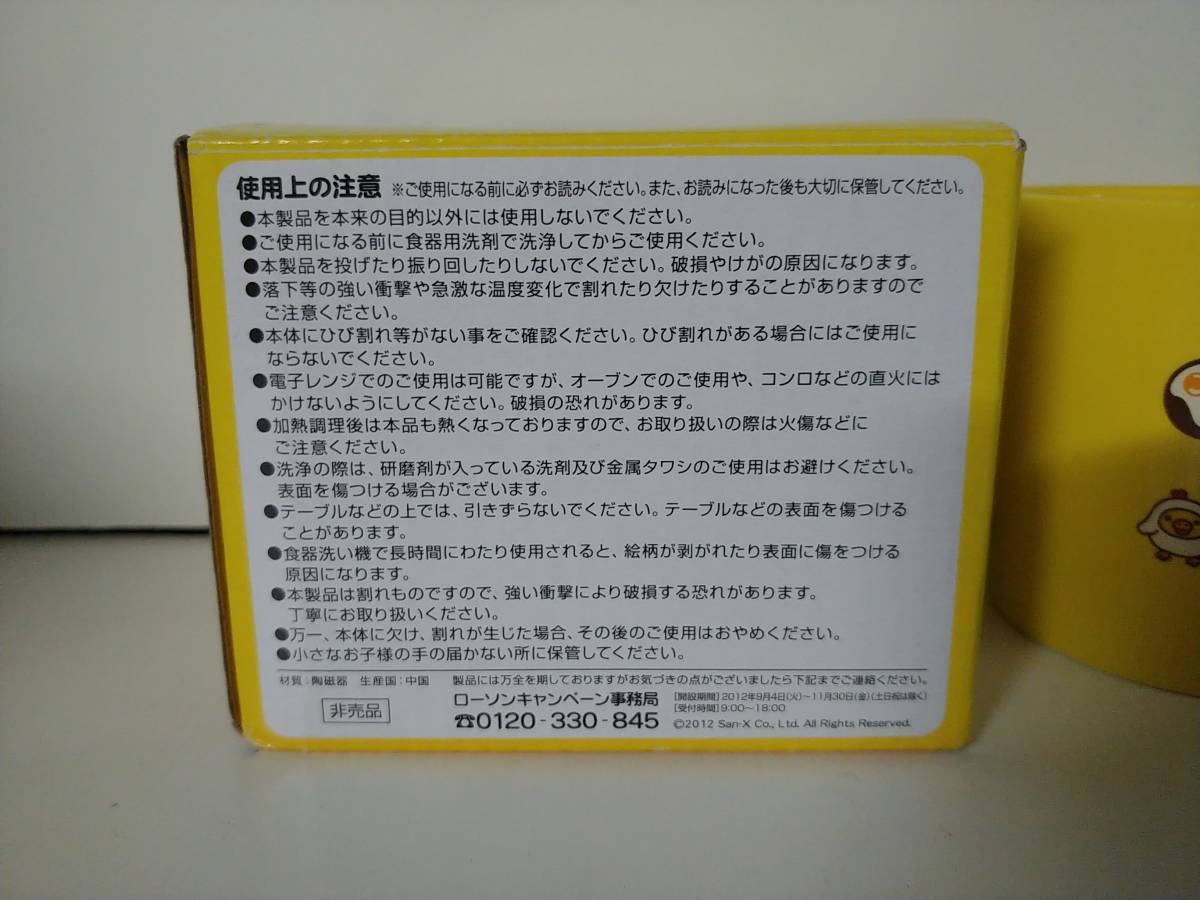 使用上の注意 ※ご使用になる前に必ずお読みください。また、お読みになった後も大切に保管してください。
●本製品を本来の目的以外には使用しないでください。
●ご使用になる前に食器用洗剤で洗浄してからご使用ください。
●本製品を投げたり振り回したりしないでください。破損やけがの原因になります。
●落下等の強い衝撃や急激な温度変化で割れたり欠けたりすることがありますので
ご注意ください。
●本体にひび割れ等がない事をご確認ください。ひび割れがある場合にはご使用に
ならないでください。
●電子レンジでのご使用は可能ですが、オーブンでのご使用や、コンロなどの直火には
かけないようにしてください。破損の恐れがあります。
●加熱調理後は本品も熱くなっておりますので、お取り扱いの際は火傷などに
ご注意ください。
●洗浄の際は、研磨剤が入っている洗剤及び金属タワシのご使用はお避けください。
表面を傷つける場合がございます。
●テーブルなどの上では、引きずらないでください。テーブルなどの表面を傷つける
ことがあります。
●食器洗い機で長時間にわたり使用されると、絵柄が剥がれたり表面に傷をつける
原因になります。
●本製品は割れものですので、強い衝撃により破損する恐れがあります。
丁寧にお取り扱いください。
●万一、本体に欠け、割れが生じた場合、その後のご使用はおやめください。
●小さなお子様の手の届かない所に保管してください。
材質:陶磁器 生産国:中国 製品には万全を期しておりますがお気づきの点がございましたら下記までご連絡ください。
非売品
ローソンキャンペーン事務局
☎0120-330-845
[開設期間]2012年9月4日(火)〜11月30日(金)(土日祝は除く)
[受付時間]9:00〜18:00
©2012 San-X Co., Ltd. All Rights Reserved.